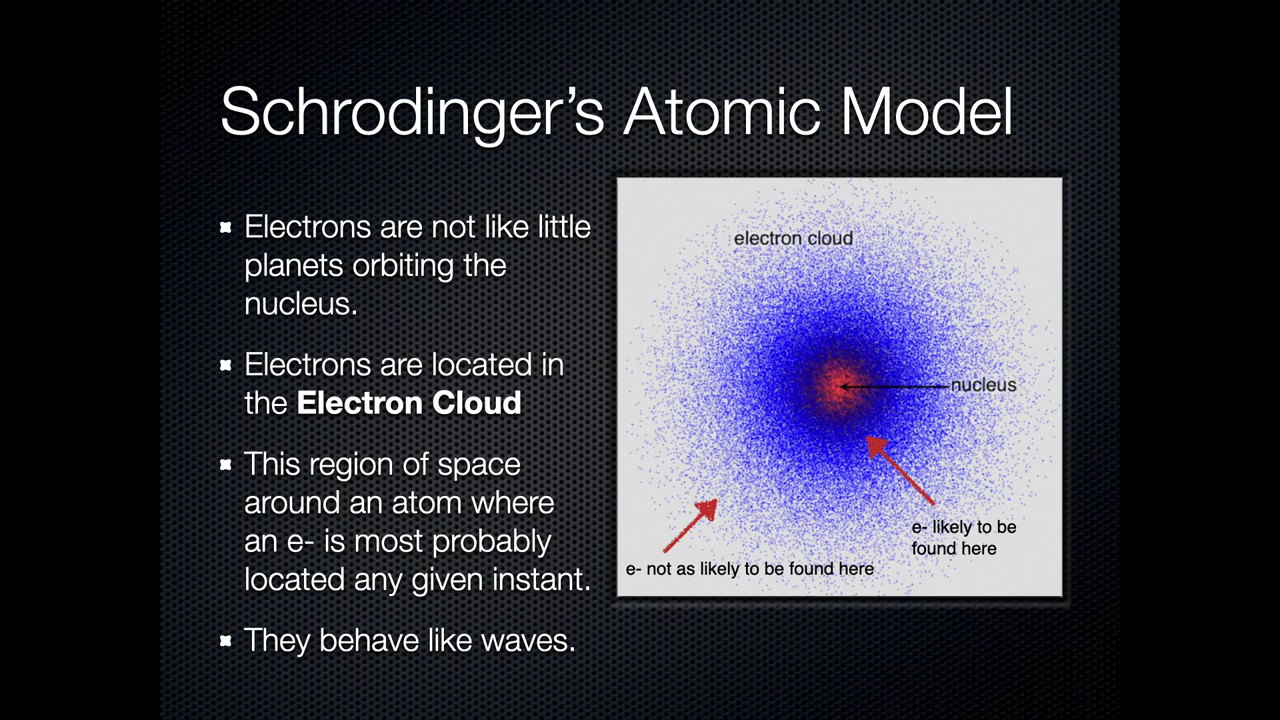 Schrodinger’s Atomic Model
Electrons are not like little
planets orbiting the
nucleus.
Electrons are located in
the Electron Cloud
This region of space
around an atom where
an e- is most probably
located any given instant.
They behave like waves.
electron cloud
nucleus
e- likely to be
found here
e- not as likely to be found here